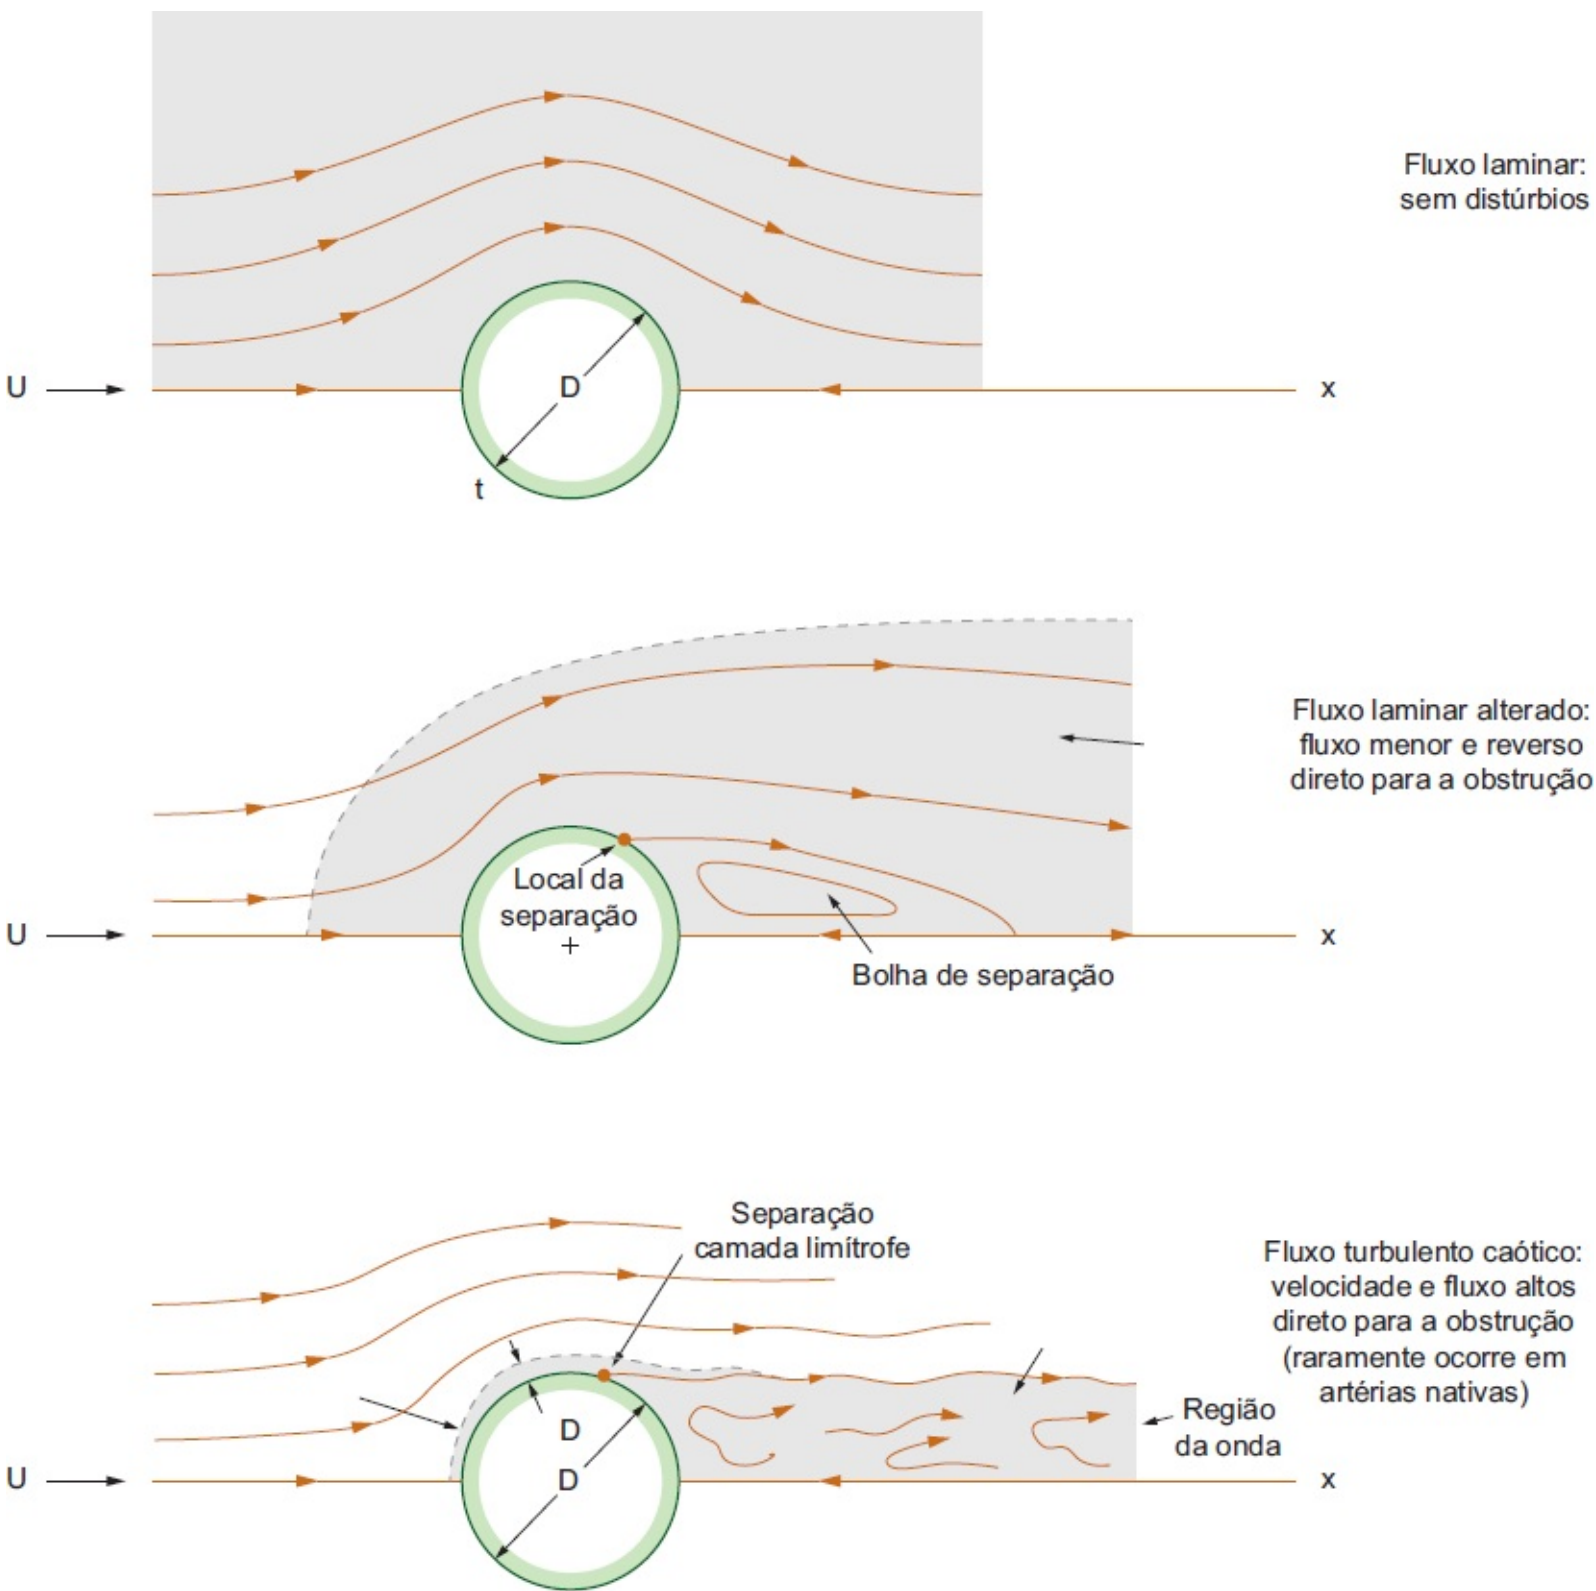 Fluxo laminar:
sem distúrbios
U
D
x
t
Fluxo laminar alterado:
fluxo menor e reverso
direto para a obstrução
Local da
separação
+
U
x
Bolha de separação
Separação
camada limítrofe
Fluxo turbulento caótico:
velocidade e fluxo altos
direto para a obstrução
(raramente ocorre em
artérias nativas)
D
Região
da onda
U
D
x